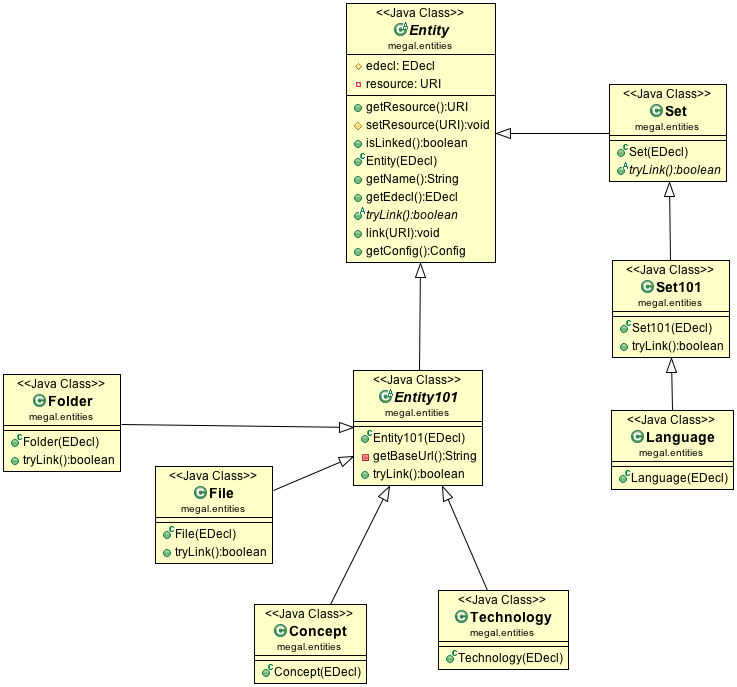 <<Java Class>>
Entity
megal.entities
edecl: EDecl
resource: URI
getResource():URI
setResource(URI):void
isLinked():boolean
Entity(EDecl)
getName():String
getEdecl():EDecl
tryLink():boolean
link(URI):void
getConfig():Config
<<Java Class>>
Set
megal.entities
Set(EDecl)
tryLink():boolean
<<Java Class>>
Set101
megal.entities
Set101(EDecl)
tryLink():boolean
<<Java Class>>
Language
megal.entities
Language(EDecl)
<<Java Class>>
Entity101
megal.entities
Entity101(EDecl)
getBaseUrl():String
tryLink():boolean
<<Java Class>>
Folder
megal.entities
Folder(EDecl)
tryLink():boolean
<<Java Class>>
File
megal.entities
File(EDecl)
tryLink():boolean
<<Java Class>>
Concept
megal.entities
Concept(EDecl)
<<Java Class>>
Technology
megal.entities
Technology(EDecl)